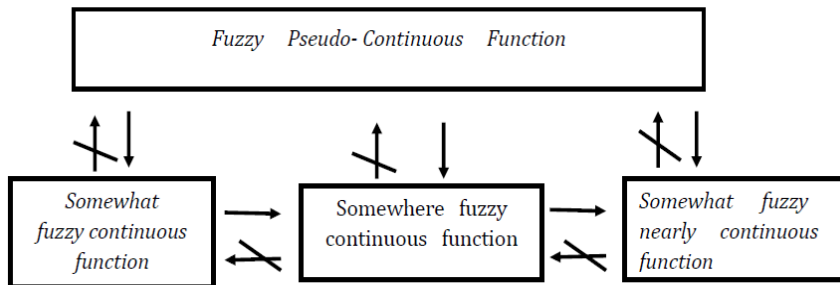 Fuzzy Pseudo- Continuous Function
Somewhat
fuzzy continuous
function
Somewhere fuzzy
continuous function
Somewhat fuzzy
nearly continuous
function